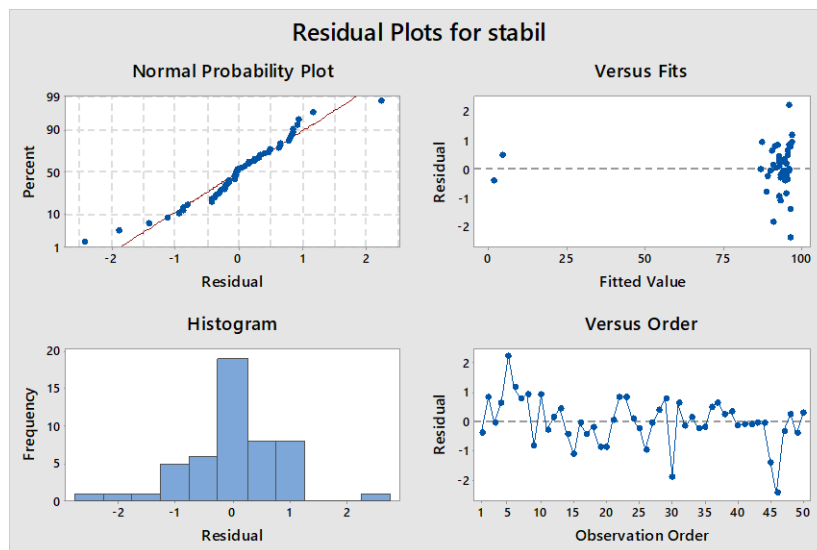 Residual Plots for stabil
Normal Probability Plot
99
90
50
10
1
Percent
-2 -1 0 1 2
Residual
Versus Fits
2
1
0
-1
-2
Residual
0 25 50 75 100
Fitted Value
Histogram
20
15
10
5
0
Frequency
-2 -1 0 1 2
Residual
Versus Order
2
1
0
-1
-2
Residual
1 5 10 15 20 25 30 35 40 45 50
Observation Order